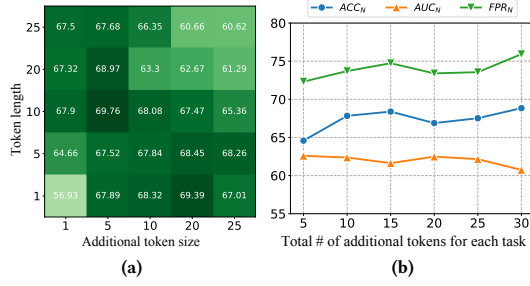 25 67.5 67.68 66.35 60.66 60.62
20 67.32 68.97 63.3 62.67 61.29
10 67.9 69.76 68.08 67.47 65.36
5 64.66 67.52 67.84 68.45 68.26
1 56.93 67.89 68.32 69.39 67.01
1 5 10 20 25
Token length
Additional token size
(a)
ACC_N AUC_N FPR_N
80
75
70
65
60
55
5 10 15 20 25 30
Total # of additional tokens for each task
(b)